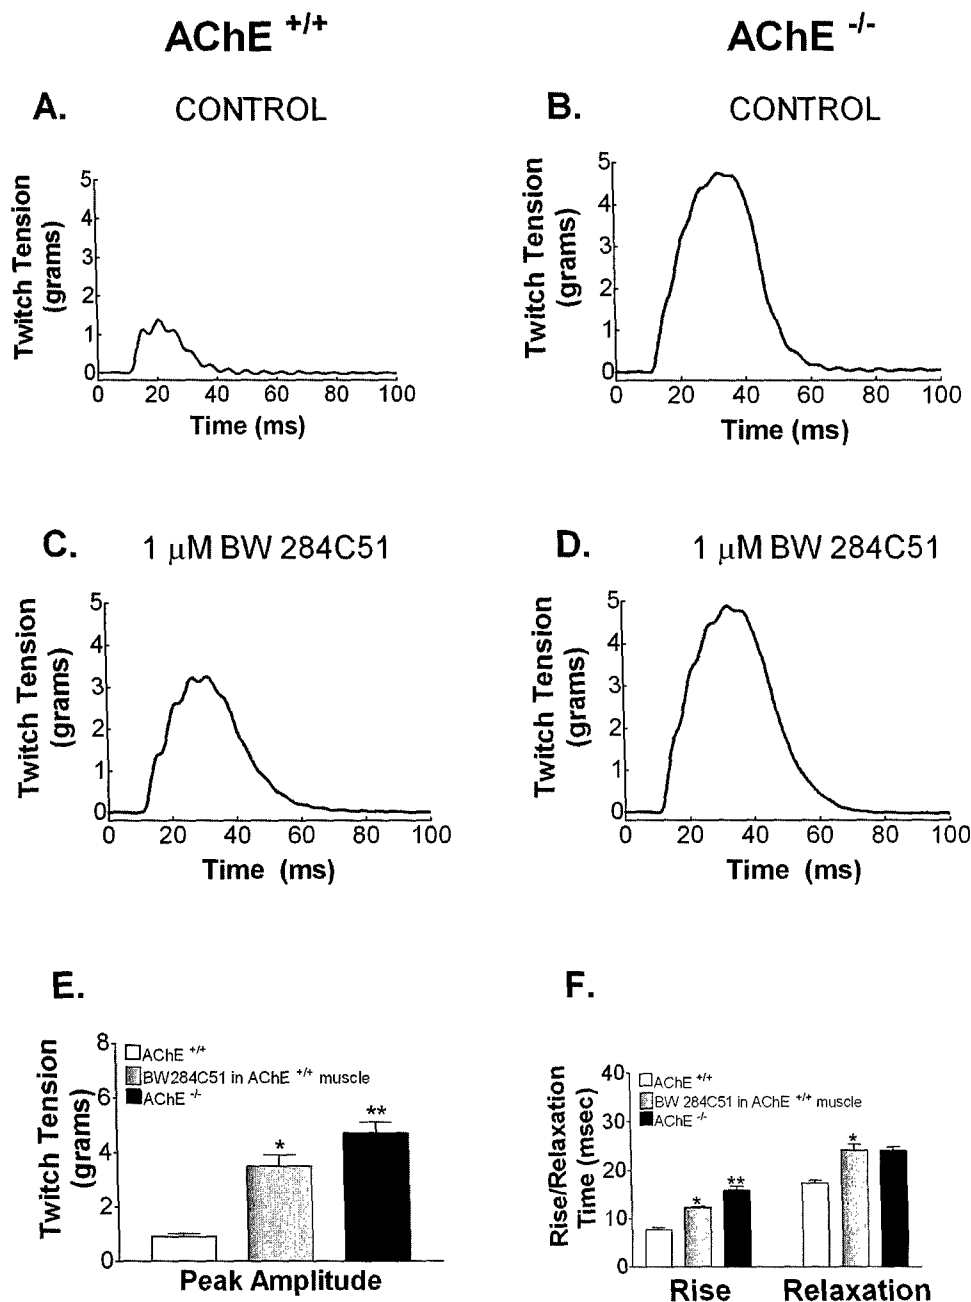 AChE +/+
AChE -/-
A.
CONTROL
B.
CONTROL
Twitch Tension
(grams)
5
4
3
2
1
0
0 20 40 60 80 100
Time (ms)
Twitch Tension
(grams)
5
4
3
2
1
0
0 20 40 60 80 100
Time (ms)
C.
1 μM BW 284C51
D.
1 μM BW 284C51
Twitch Tension
(grams)
5
4
3
2
1
0
0 20 40 60 80 100
Time (ms)
Twitch Tension
(grams)
5
4
3
2
1
0
0 20 40 60 80 100
Time (ms)
E.
Twitch Tension
(grams)
8
6
4
2
0
AChE +/+
BW284C51 in AChE +/+ muscle
AChE -/-
*
**
Peak Amplitude
F.
Rise/Relaxation
Time (msec)
40
30
20
10
0
AChE +/+
BW 284C51 in AChE +/+ muscle
AChE -/-
*
**
*
Rise
Relaxation